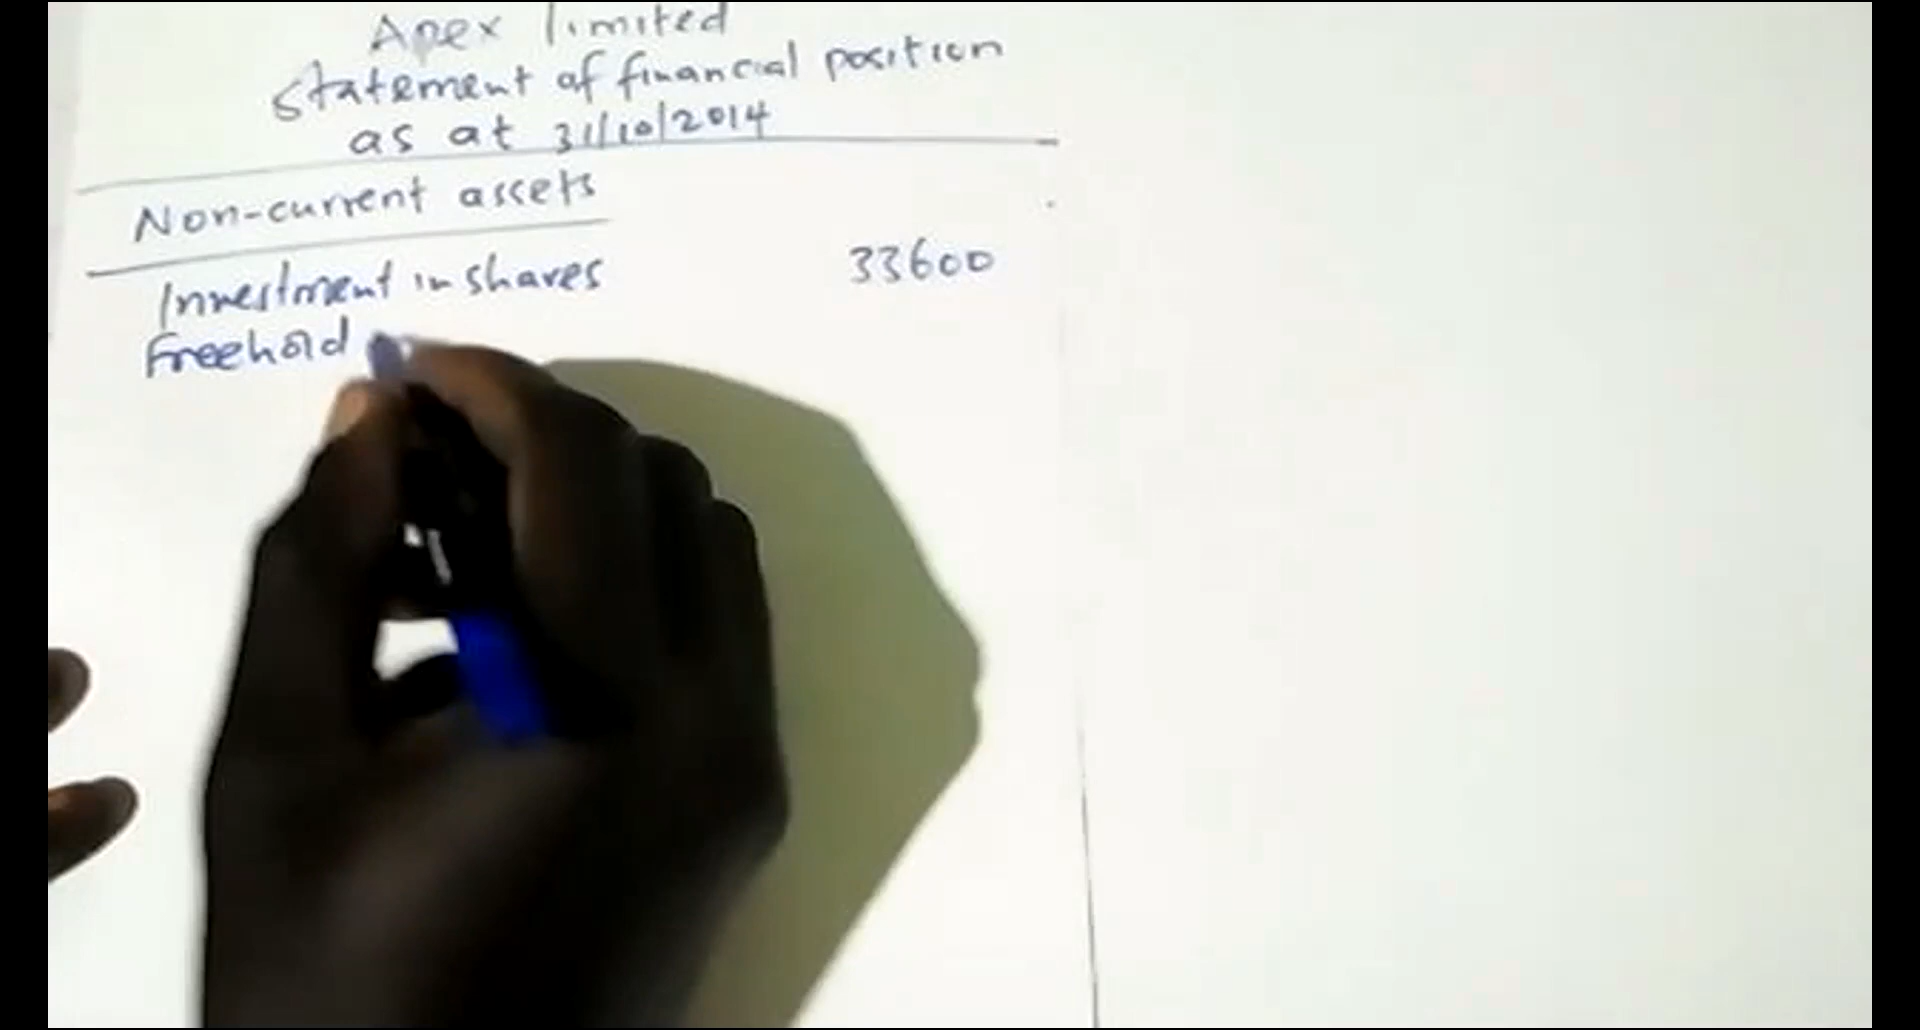 Apex limited
statement of financial position
as at 31/10/2014
Non-current assets
Investment in shares 33600
Freehold